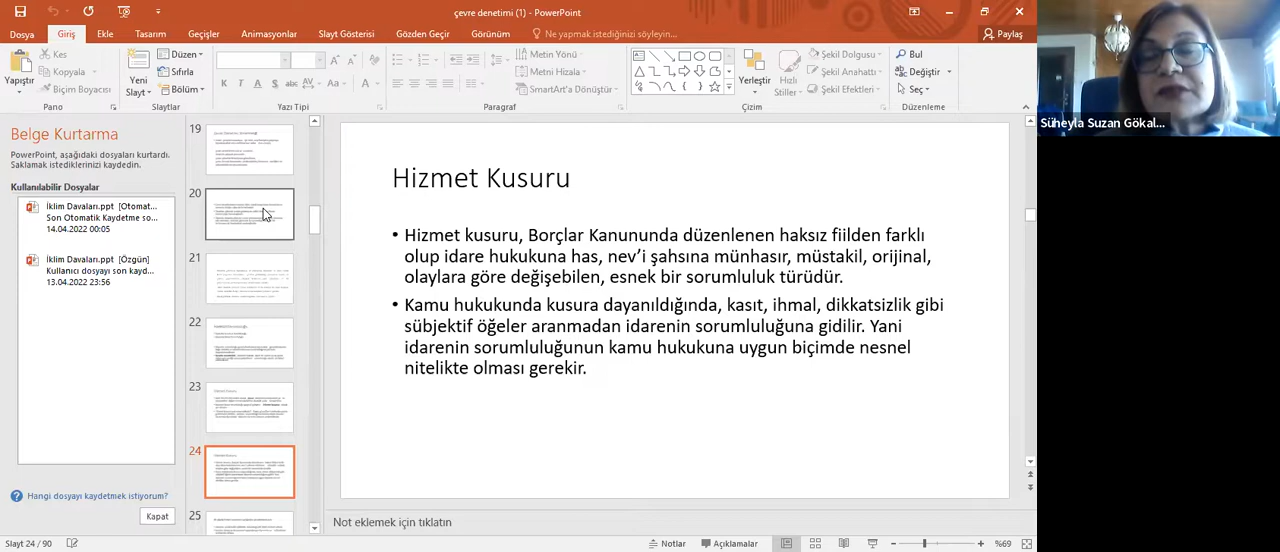 çevre denetimi (1) - PowerPoint
Dosya Giriş Ekle Tasarım Geçişler Animasyonlar Slayt Gösterisi Gözden Geçir Görünüm Ne yapmak istediğinizi söyleyin... Paylaş
Yapıştır
Kes
Kopyala
Biçim Boyacısı
Pano
Yeni
Slayt
Düzen
Sıfırla
Bölüm
Slaytlar
Yazı Tipi
Metin Yönü
Metni Hizala
SmartArt'a Dönüştür
Paragraf
Yerleştir
Hızlı
Stiller
Şekil Dolgusu
Şekil Anahattı
Şekil Efektleri
Çizim
Bul
Değiştir
Seç
Düzenleme
Belge Kurtarma
PowerPoint, aşağıdaki dosyaları kurtardı.
Saklamak istediklerinizi kaydedin.
Kullanılabilir Dosyalar
İklim Davaları.ppt [Otomat...
Son Otomatik Kaydetme so...
14.04.2022 00:05
İklim Davaları.ppt [Özgün]
Kullanıcı dosyayı son kayd...
13.04.2022 23:56
Hangi dosyayı kaydetmek istiyorum?
Kapat
19
20
21
22
23
24
25
Hizmet Kusuru
• Hizmet kusuru, Borçlar Kanununda düzenlenen haksız fiilden farklı
olup idare hukukuna has, nev’i şahsına münhasır, müstakil, orijinal,
olaylara göre değişebilen, esnek bir sorumluluk türüdür.
• Kamu hukukunda kusura dayanıldığında, kasıt, ihmal, dikkatsizlik gibi
sübjektif öğeler aranmadan idarenin sorumluluğuna gidilir. Yani
idarenin sorumluluğunun kamu hukukuna uygun biçimde nesnel
nitelikte olması gerekir.
Not eklemek için tıklatın
Slayt 24 / 90
Notlar Açıklamalar %69
Süheyla Suzan Gökal...